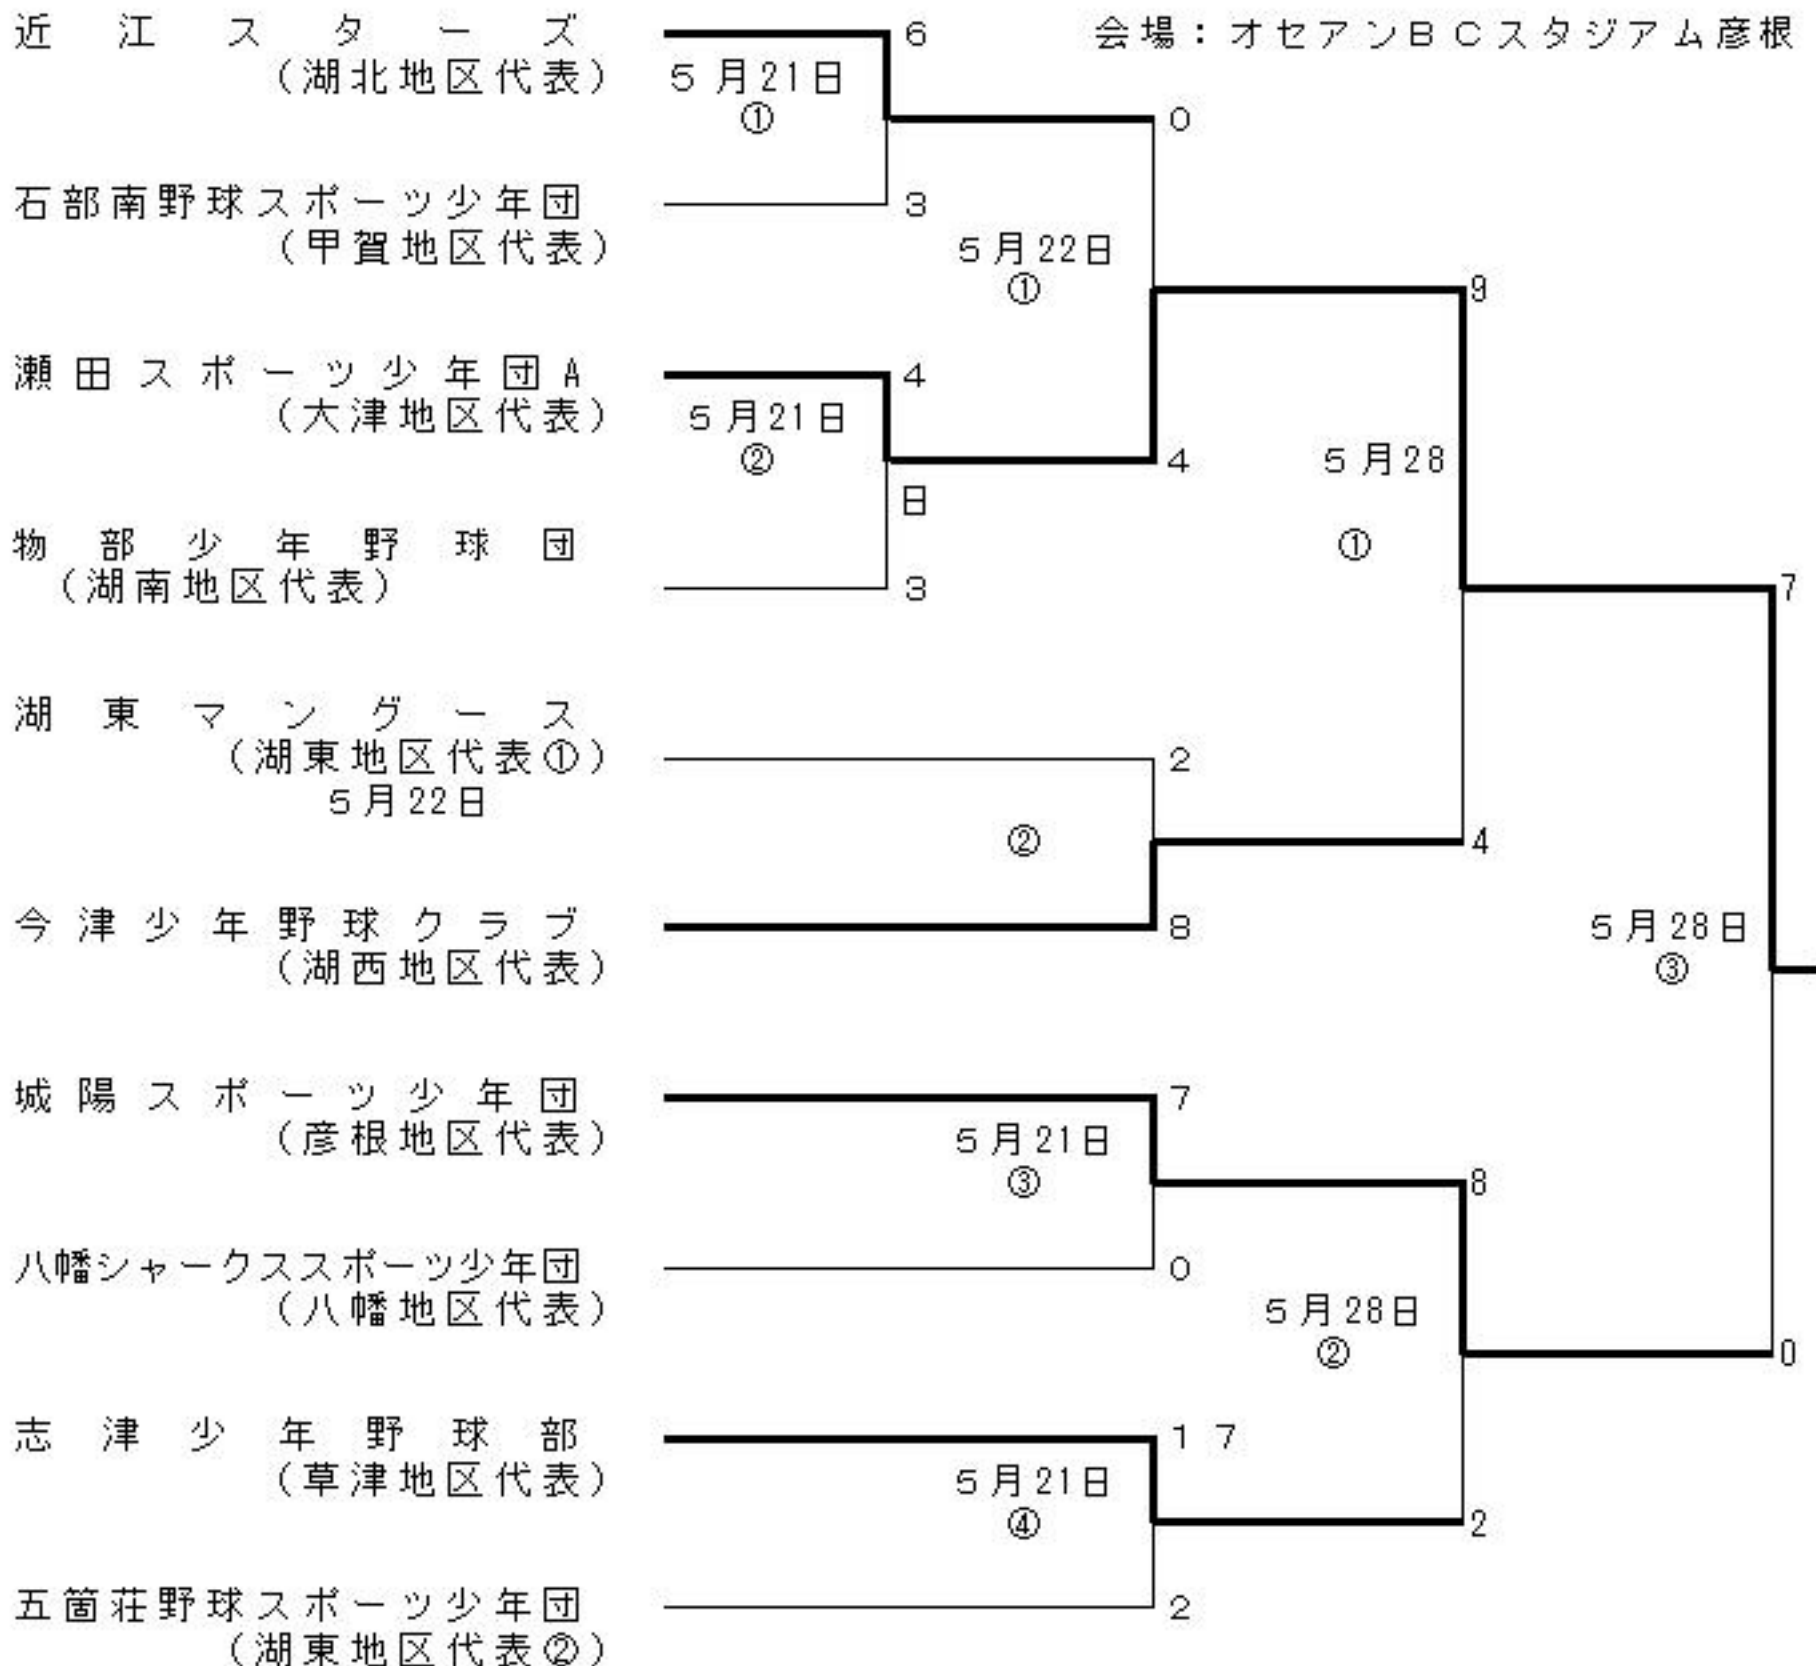 近江スターズ 6 会場：オセアンＢＣスタジアム彦根
（湖北地区代表） 5月21日
① 0
石部南野球スポーツ少年団 3
（甲賀地区代表） 5月22日
① 9
瀬田スポーツ少年団A 4
（大津地区代表） 5月21日
② 4 5月28
日
物部少年野球団 ①
（湖南地区代表） 3 7
湖東マングース
（湖東地区代表①） 2
5月22日
② 4
今津少年野球クラブ 8 5月28日
（湖西地区代表） ③
城陽スポーツ少年団 7
（彦根地区代表） 5月21日
③ 8
八幡シャークススポーツ少年団 0
（八幡地区代表） 5月28日
② 0
志津少年野球部 17
（草津地区代表） 5月21日
④ 2
五箇荘野球スポーツ少年団 2
（湖東地区代表②）